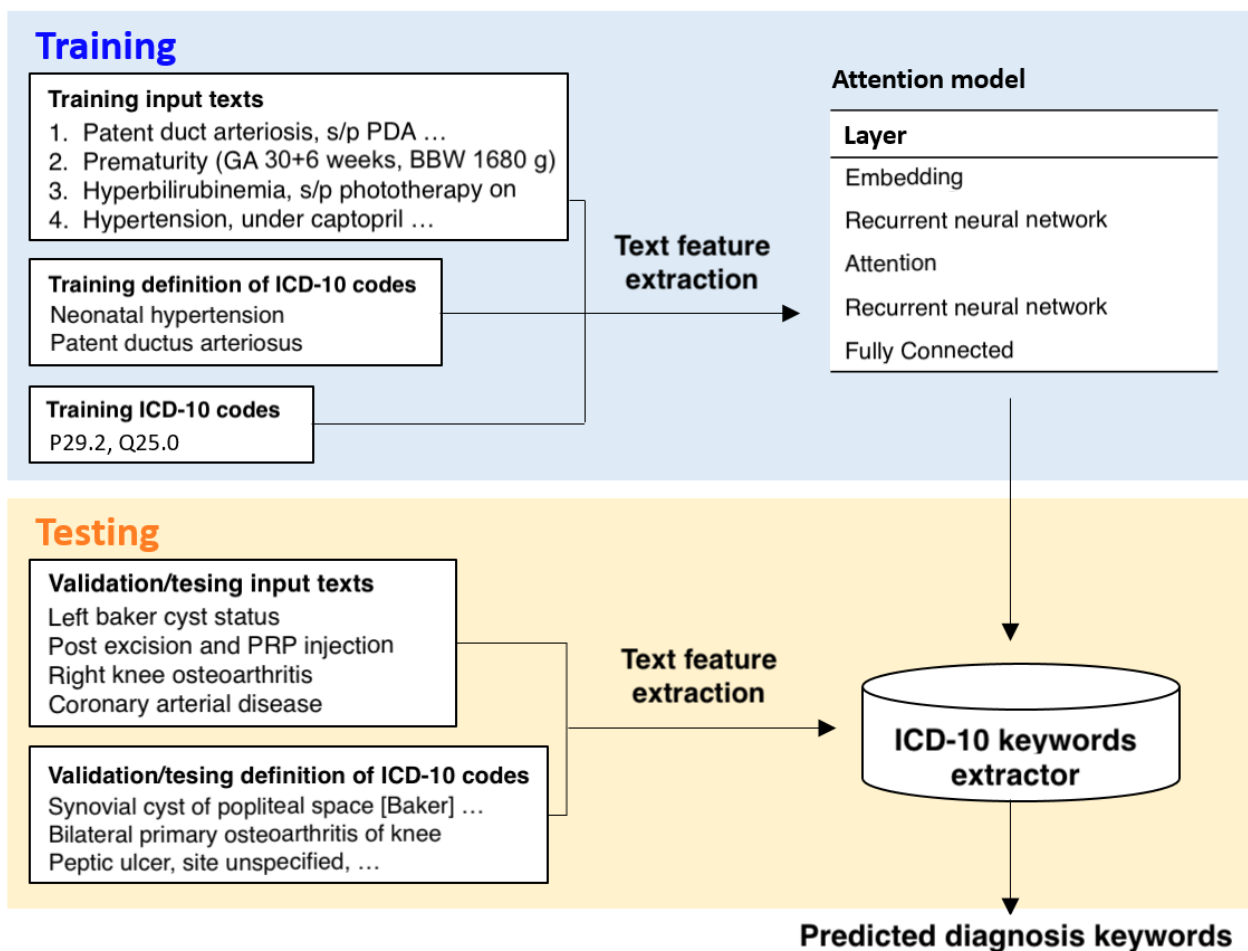 Training
Training input texts
1. Patent duct arteriosis, s/p PDA ...
2. Prematurity (GA 30+6 weeks, BBW 1680 g)
3. Hyperbilirubinemia, s/p phototherapy on
4. Hypertension, under captopril ...
Training definition of ICD-10 codes
Neonatal hypertension
Patent ductus arteriosus
Training ICD-10 codes
P29.2, Q25.0
Text feature
extraction
Attention model
Layer
Embedding
Recurrent neural network
Attention
Recurrent neural network
Fully Connected
Testing
Validation/tesing input texts
Left baker cyst status
Post excision and PRP injection
Right knee osteoarthritis
Coronary arterial disease
Validation/tesing definition of ICD-10 codes
Synovial cyst of popliteal space [Baker] ...
Bilateral primary osteoarthritis of knee
Peptic ulcer, site unspecified, ...
Text feature
extraction
ICD-10 keywords
extractor
Predicted diagnosis keywords